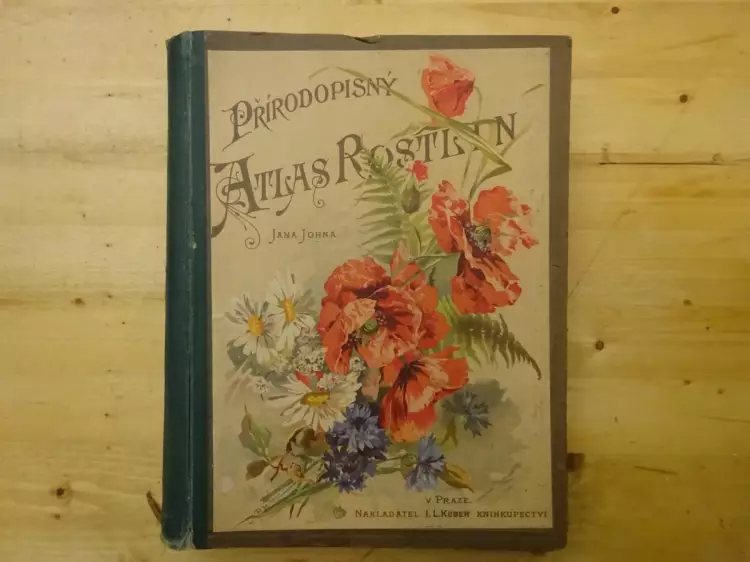 PŘÍRODOPISNÝ
ATLAS ROSTLIN
JANA JOHNA
V PRAZE.
NAKLADATEL I.L.KOBER KNIHKUPECTVÍ